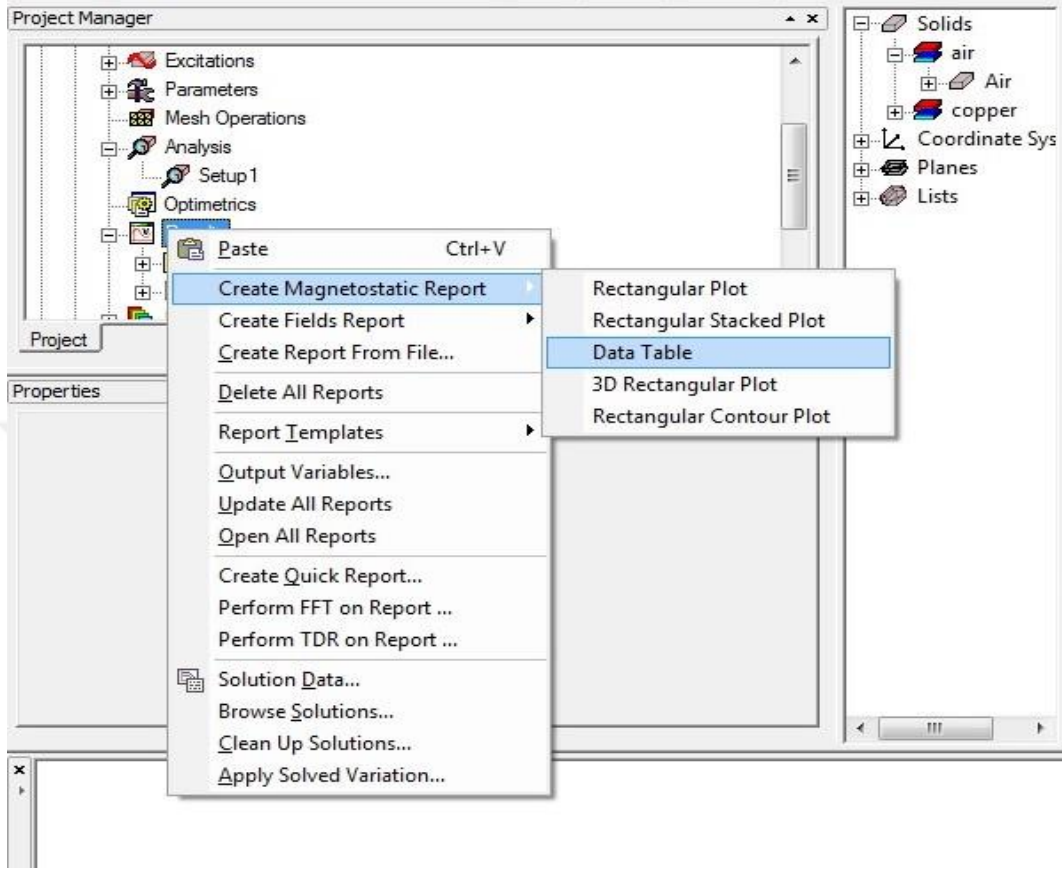 Project Manager
Excitations
Parameters
Mesh Operations
Analysis
Setup1
Optimetrics
Project
Properties
Paste Ctrl+V
Create Magnetostatic Report
Create Fields Report
Create Report From File...
Delete All Reports
Report Templates
Output Variables...
Update All Reports
Open All Reports
Create Quick Report...
Perform FFT on Report ...
Perform TDR on Report ...
Solution Data...
Browse Solutions...
Clean Up Solutions...
Apply Solved Variation...
Rectangular Plot
Rectangular Stacked Plot
Data Table
3D Rectangular Plot
Rectangular Contour Plot
Solids
air
Air
copper
Coordinate Sys
Planes
Lists